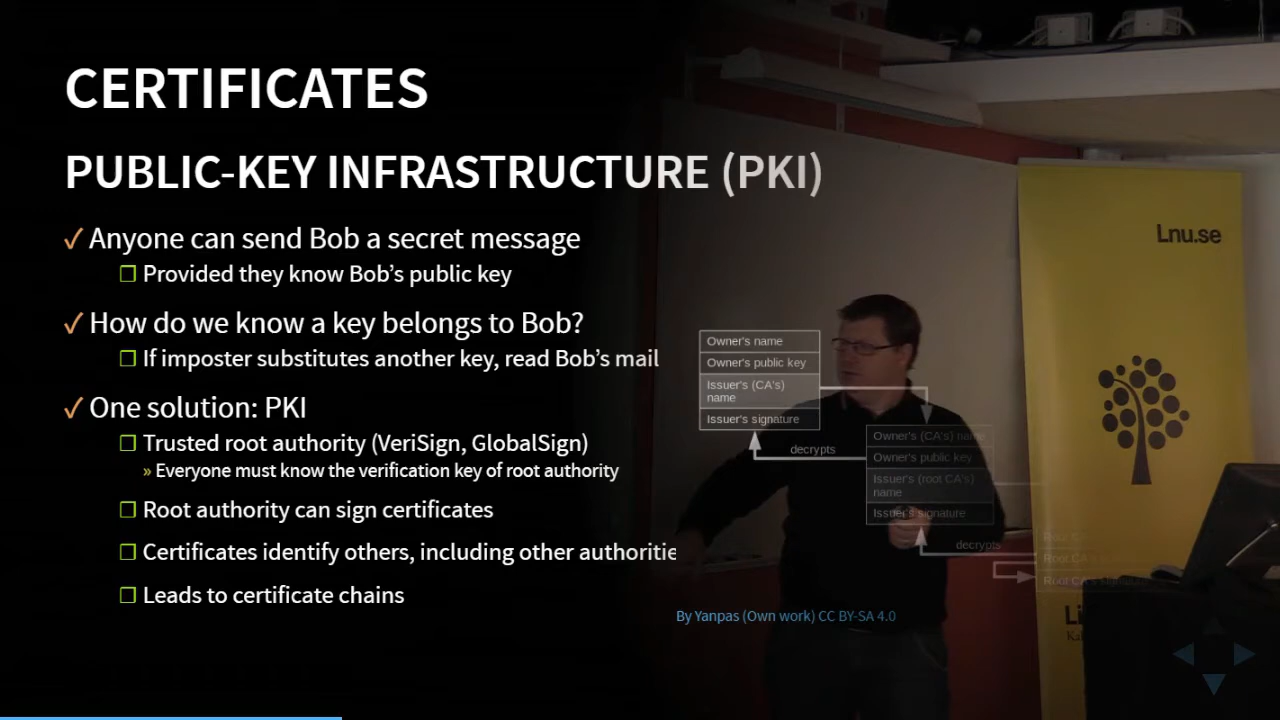 CERTIFICATES
PUBLIC-KEY INFRASTRUCTURE (PKI)
✓ Anyone can send Bob a secret message
❐ Provided they know Bob’s public key
✓ How do we know a key belongs to Bob?
❐ If imposter substitutes another key, read Bob’s mail
✓ One solution: PKI
❐ Trusted root authority (VeriSign, GlobalSign)
» Everyone must know the verification key of root authority
❐ Root authority can sign certificates
❐ Certificates identify others, including other authoritie
❐ Leads to certificate chains
Owner's name
Owner's public key
Issuer's (CA's)
name
Issuer's signature
decrypts
Owner's (CA's) name
Owner's public key
Issuer's (root CA's)
name
Issuer's signature
decrypts
By Yanpas (Own work) CC BY-SA 4.0
Lnu.se